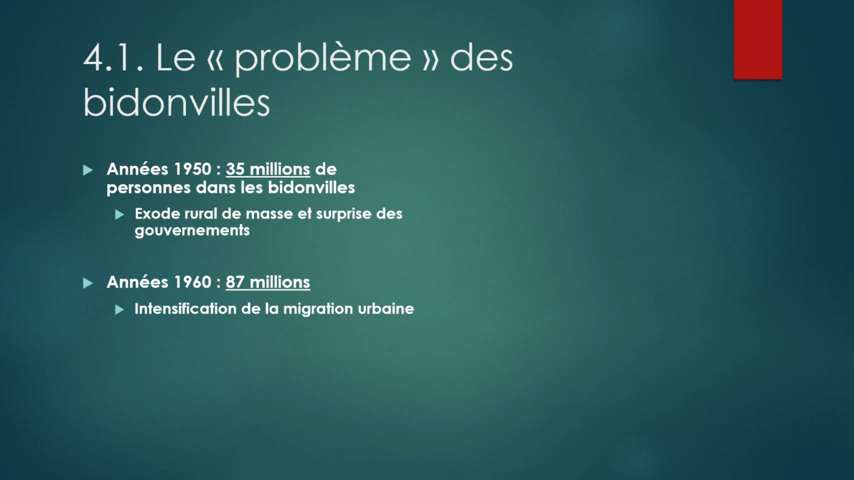 4.1. Le « problème » des
bidonvilles
Années 1950 : 35 millions de
personnes dans les bidonvilles
Exode rural de masse et surprise des
gouvernements
Années 1960 : 87 millions
Intensification de la migration urbaine